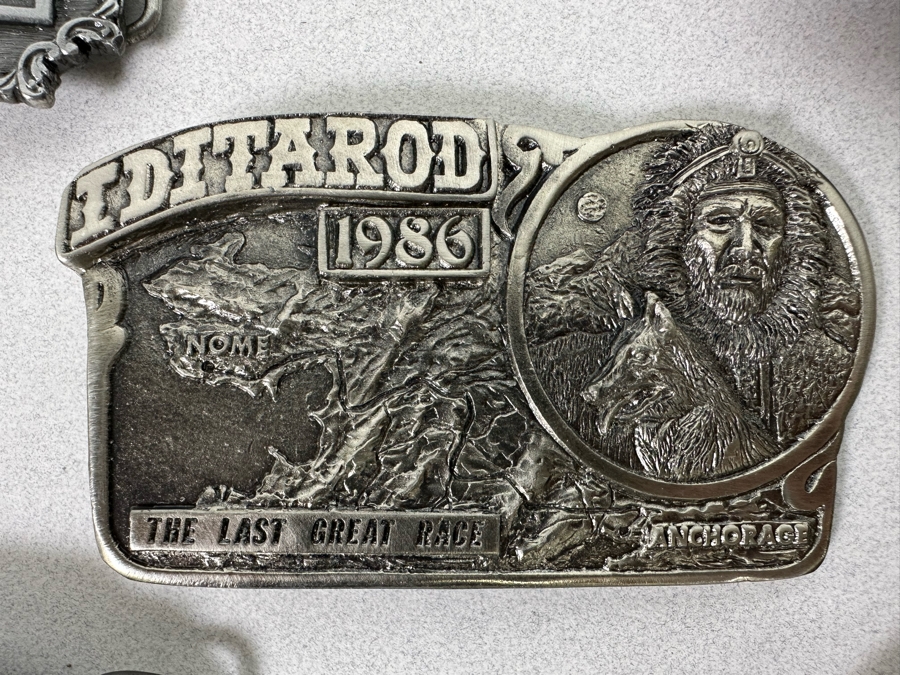 IDITAROD
1986
NOME
THE LAST GREAT RACE
ANCHORAGE